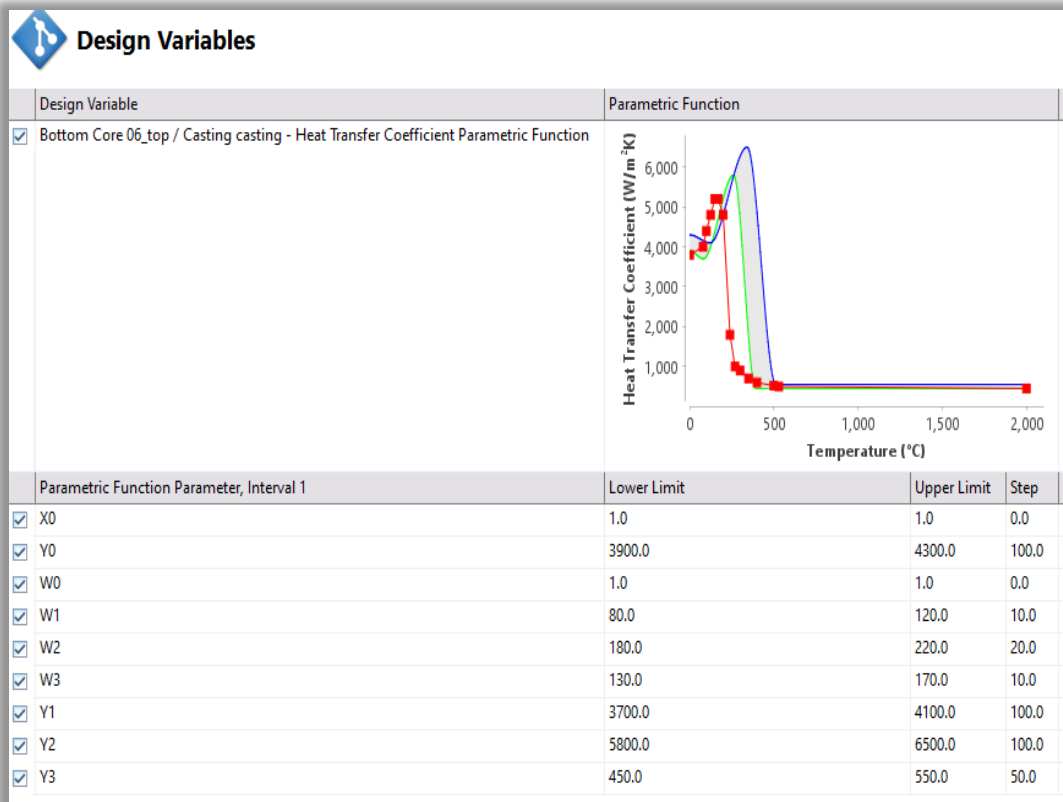 Design Variables
Design Variable Parametric Function
Bottom Core 06_top / Casting casting - Heat Transfer Coefficient Parametric Function
Heat Transfer Coefficient (W/m²K)
6,000
5,000
4,000
3,000
2,000
1,000
0 500 1,000 1,500 2,000
Temperature (°C)
Parametric Function Parameter, Interval 1 Lower Limit Upper Limit Step
X0 1.0 1.0 0.0
Y0 3900.0 4300.0 100.0
W0 1.0 1.0 0.0
W1 80.0 120.0 10.0
W2 180.0 220.0 20.0
W3 130.0 170.0 10.0
Y1 3700.0 4100.0 100.0
Y2 5800.0 6500.0 100.0
Y3 450.0 550.0 50.0